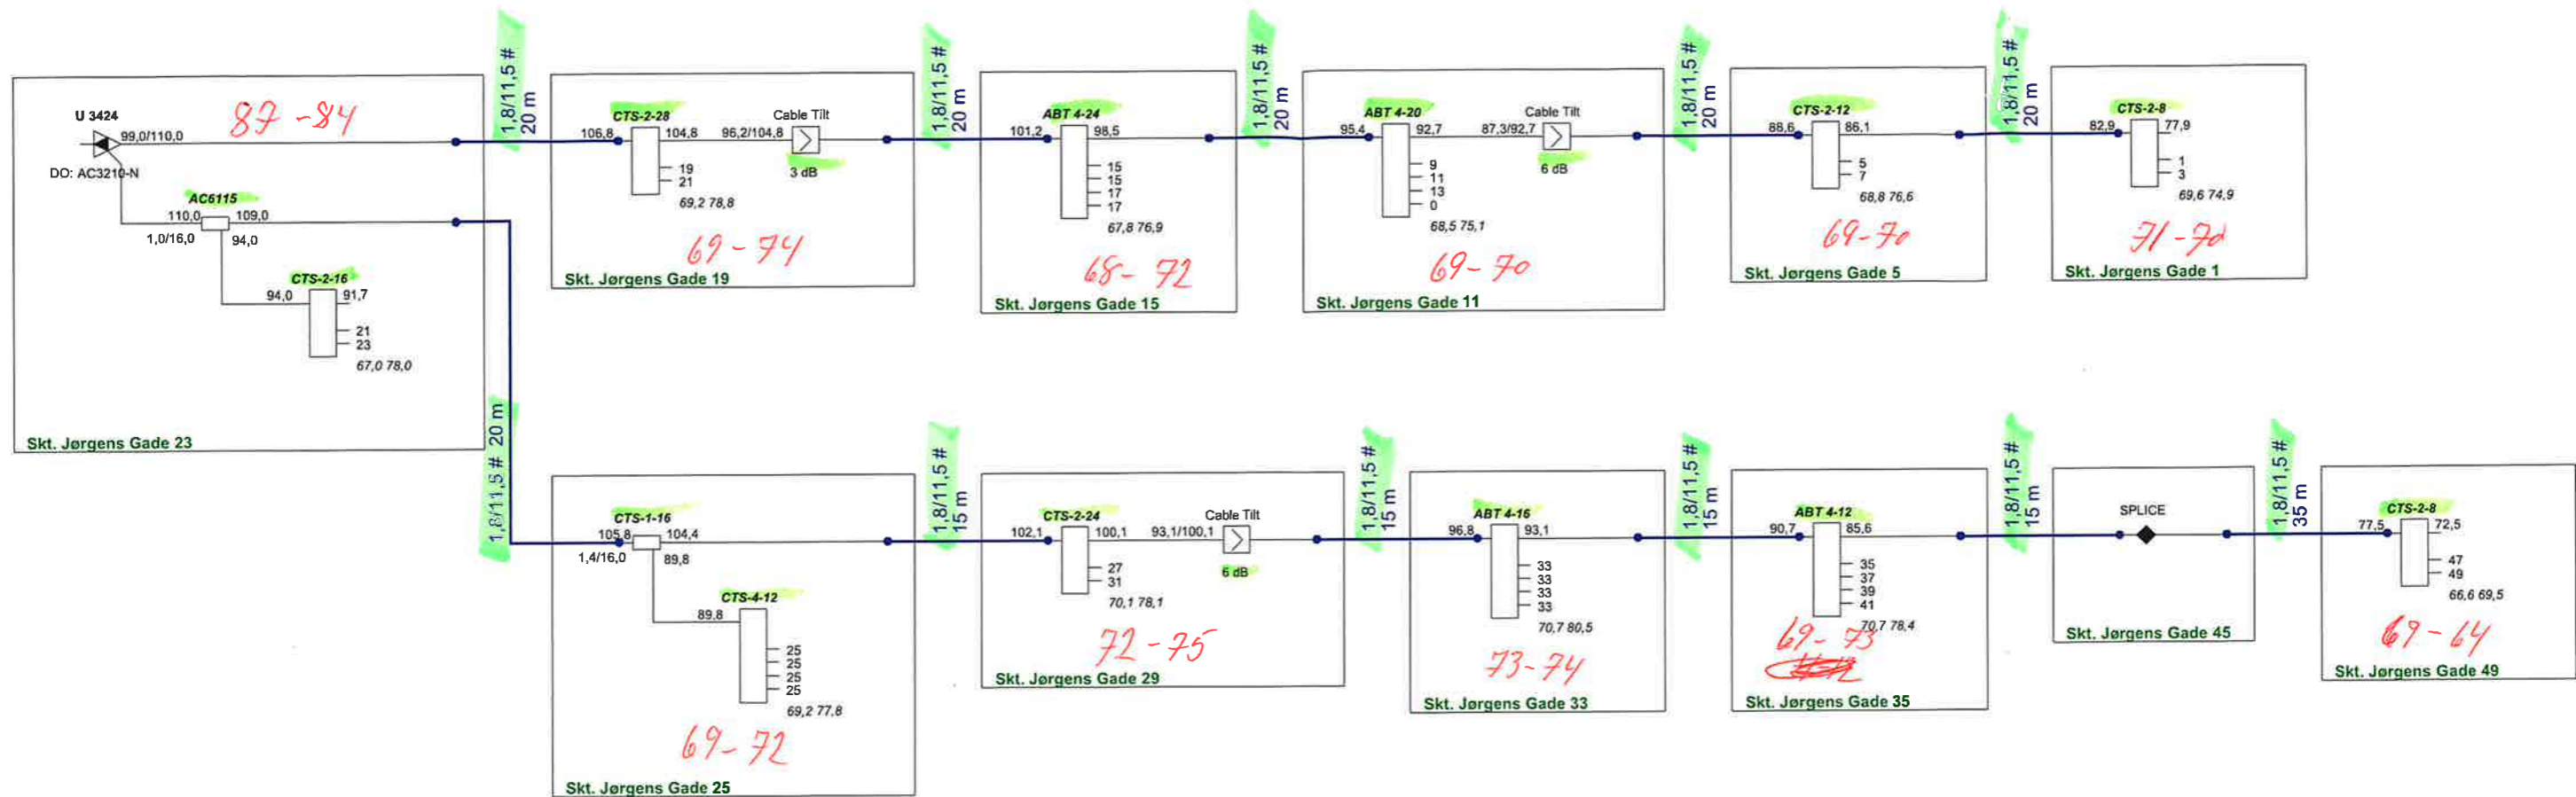 U 3424
99,0/110,0
87 - 84
DO: AC3210-N
AC6115
110,0 109,0
1,0/16,0 94,0
CTS-2-16
94,0 91,7
21
23
67,0 78,0
Skt. Jørgens Gade 23
1,8/11,5 #
20 m
CTS-2-28
106,8 104,8
96,2/104,8
Cable Tilt
3 dB
19
21
69,2 78,8
69 - 74
Skt. Jørgens Gade 19
1,8/11,5 #
20 m
ABT 4-24
101,2 98,5
15
15
17
17
67,8 76,9
68 - 72
Skt. Jørgens Gade 15
1,8/11,5 #
20 m
ABT 4-20
95,4 92,7
87,3/92,7
Cable Tilt
6 dB
9
11
13
0
68,5 75,1
69 - 70
Skt. Jørgens Gade 11
1,8/11,5 #
20 m
CTS-2-12
88,6 86,1
5
7
68,8 76,6
69-70
Skt. Jørgens Gade 5
1,8/11,5 #
20 m
CTS-2-8
82,9 77,9
1
3
69,6 74,9
71-70
Skt. Jørgens Gade 1
1,8/11,5 # 20 m
CTS-1-16
105,8 104,4
1,4/16,0 89,8
CTS-4-12
89,8
25
25
25
25
69,2 77,8
69-72
Skt. Jørgens Gade 25
1,8/11,5 #
15 m
CTS-2-24
102,1 100,1
93,1/100,1
Cable Tilt
6 dB
27
31
70,1 78,1
72-75
Skt. Jørgens Gade 29
1,8/11,5 #
15 m
ABT 4-16
96,8 93,1
33
33
33
33
70,7 80,5
73-74
Skt. Jørgens Gade 33
1,8/11,5 #
15 m
ABT 4-12
90,7 85,6
35
37
39
41
70,7 78,4
69-73
Skt. Jørgens Gade 35
1,8/11,5 #
15 m
SPLICE
Skt. Jørgens Gade 45
1,8/11,5 #
35 m
CTS-2-8
77,5 72,5
47
49
66,6 69,5
69-64
Skt. Jørgens Gade 49